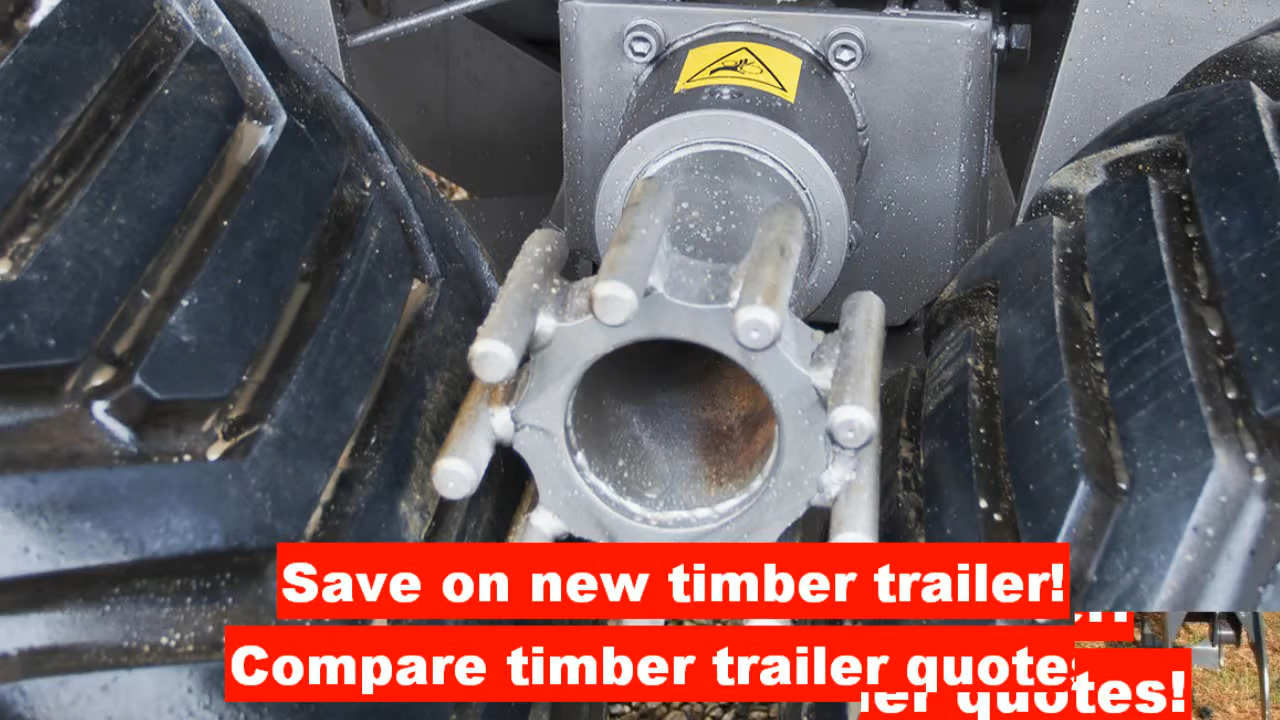 Save on new timber trailer!
Compare timber trailer quotes
quotes!